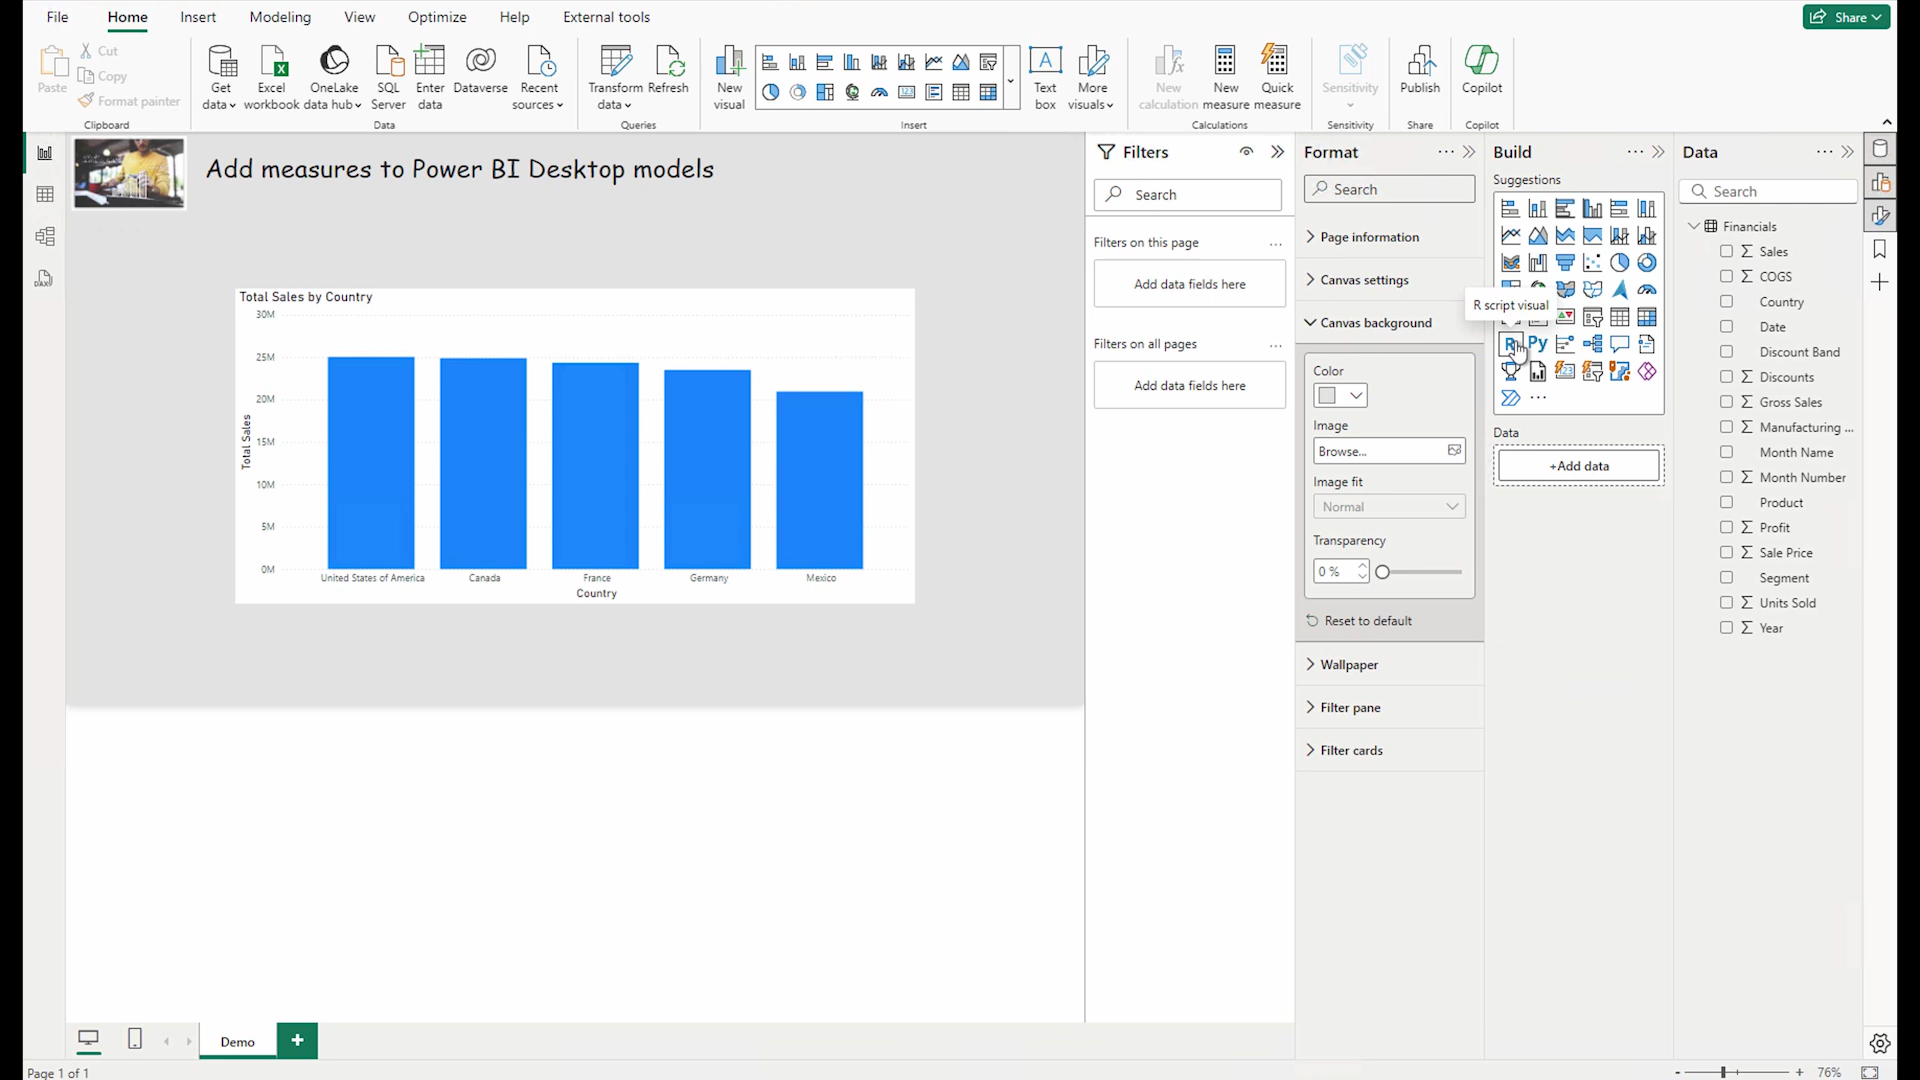 File
Home
Insert
Modeling
View
Optimize
Help
External tools
Share
Paste
Cut
Copy
Format painter
Clipboard
Get data
Excel workbook
OneLake data hub
SQL Server
Enter data
Dataverse
Recent sources
Data
Transform data
Refresh
Queries
New visual
Text box
More visuals
Insert
New calculation
New measure
Quick measure
Calculations
Sensitivity
Sensitivity
Publish
Share
Copilot
Copilot
Add measures to Power BI Desktop models
Total Sales by Country
Total Sales
30M
25M
20M
15M
10M
5M
0M
United States of America
Canada
France
Germany
Mexico
Country
Filters
Search
Filters on this page
Add data fields here
Filters on all pages
Add data fields here
Format
Search
Page information
Canvas settings
Canvas background
Color
Image
Browse...
Image fit
Normal
Transparency
0 %
Reset to default
Wallpaper
Filter pane
Filter cards
Build
Suggestions
R script visual
R
Py
123
Data
+Add data
Data
Search
Financials
Sales
COGS
Country
Date
Discount Band
Discounts
Gross Sales
Manufacturing ...
Month Name
Month Number
Product
Profit
Sale Price
Segment
Units Sold
Year
Demo
Page 1 of 1
76%